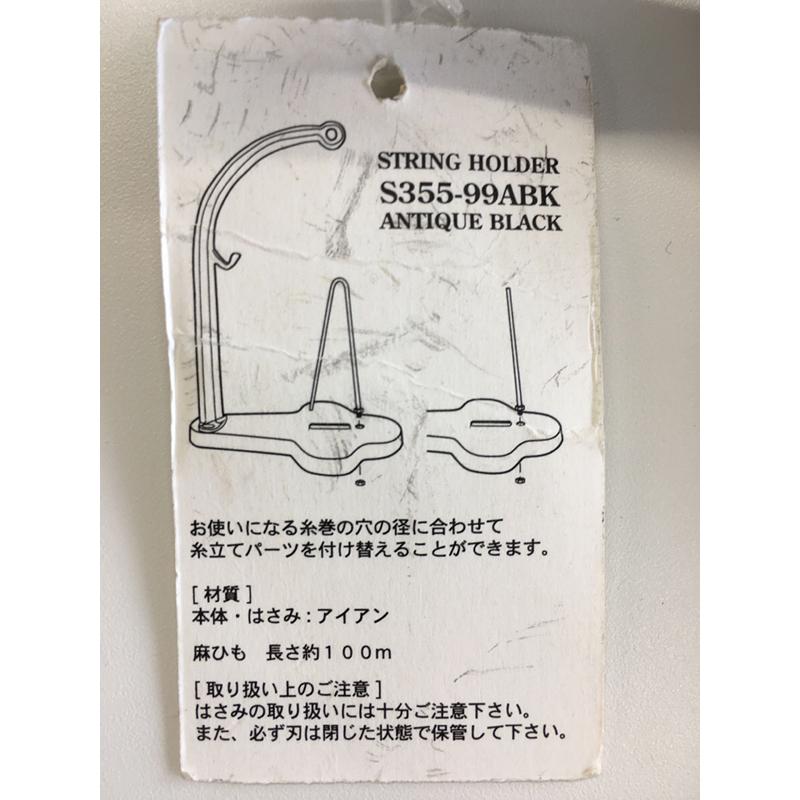 STRING HOLDER
S355-99ABK
ANTIQUE BLACK
お使いになる糸巻の穴の径に合わせて
糸立てパーツを付け替えることができます。
[ 材質 ]
本体・はさみ : アイアン
麻ひも　長さ約１００ｍ
[ 取り扱い上のご注意 ]
はさみの取り扱いには十分ご注意下さい。
また、必ず刃は閉じた状態で保管して下さい。